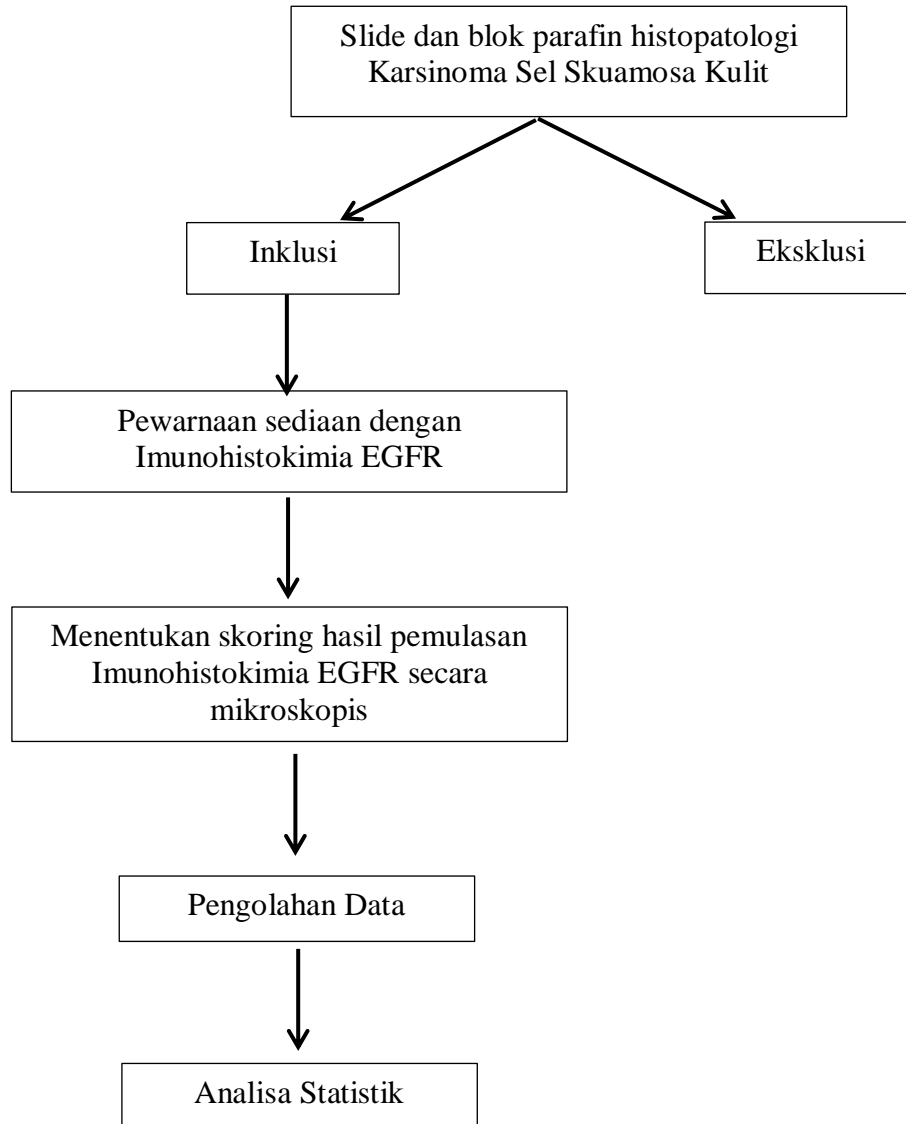 Slide dan blok parafin histopatologi
Karsinoma Sel Skuamosa Kulit
Inklusi
Eksklusi
Pewarnaan sediaan dengan
Imunohistokimia EGFR
Menentukan skoring hasil pemulasan
Imunohistokimia EGFR secara
mikroskopis
Pengolahan Data
Analisa Statistik